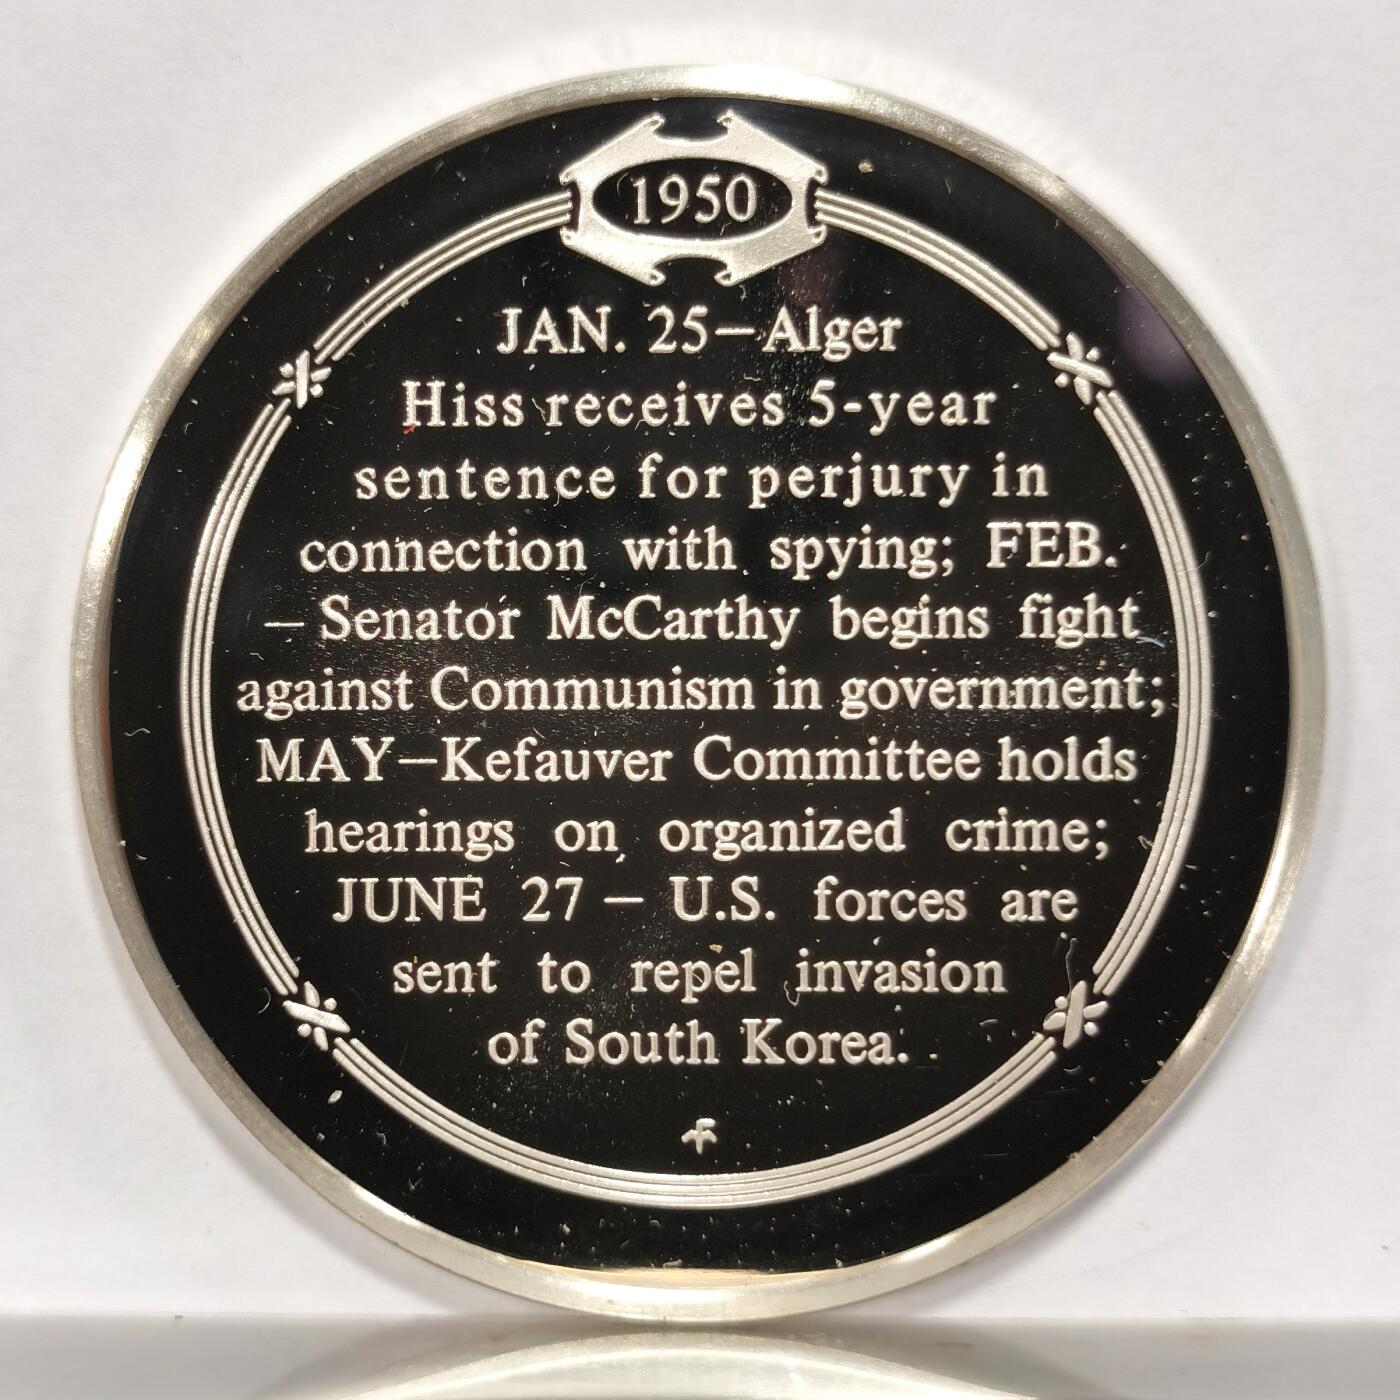 1950
JAN. 25—Alger
Hiss receives 5-year
sentence for perjury in
connection with spying; FEB.
— Senator McCarthy begins fight
against Communism in government;
MAY—Kefauver Committee holds
hearings on organized crime;
JUNE 27 — U.S. forces are
sent to repel invasion
of South Korea.
F